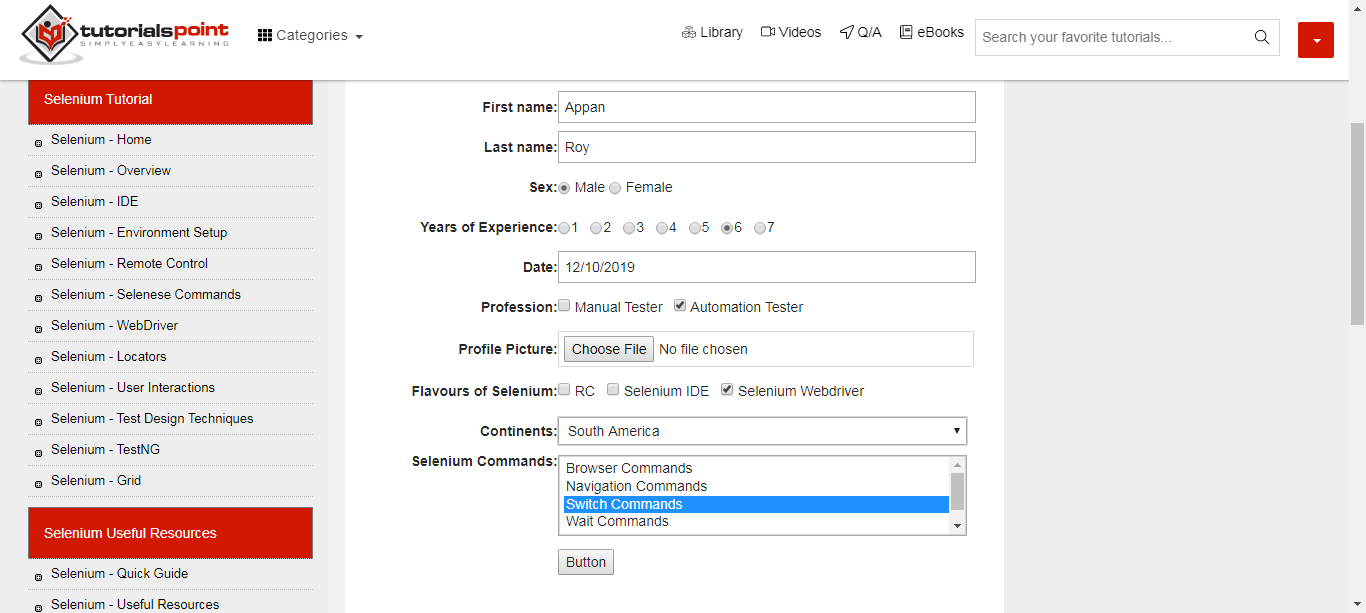 tutorialspoint
SIMPLYEASYLEARNING
Categories
Library Videos Q/A eBooks
Search your favorite tutorials...
Selenium Tutorial
Selenium - Home
Selenium - Overview
Selenium - IDE
Selenium - Environment Setup
Selenium - Remote Control
Selenium - Selenese Commands
Selenium - WebDriver
Selenium - Locators
Selenium - User Interactions
Selenium - Test Design Techniques
Selenium - TestNG
Selenium - Grid
Selenium Useful Resources
Selenium - Quick Guide
Selenium - Useful Resources
First name: Appan
Last name: Roy
Sex: Male Female
Years of Experience: 1 2 3 4 5 6 7
Date: 12/10/2019
Profession: Manual Tester Automation Tester
Profile Picture: Choose File No file chosen
Flavours of Selenium: RC Selenium IDE Selenium Webdriver
Continents: South America
Selenium Commands: Browser Commands
Navigation Commands
Switch Commands
Wait Commands
Button